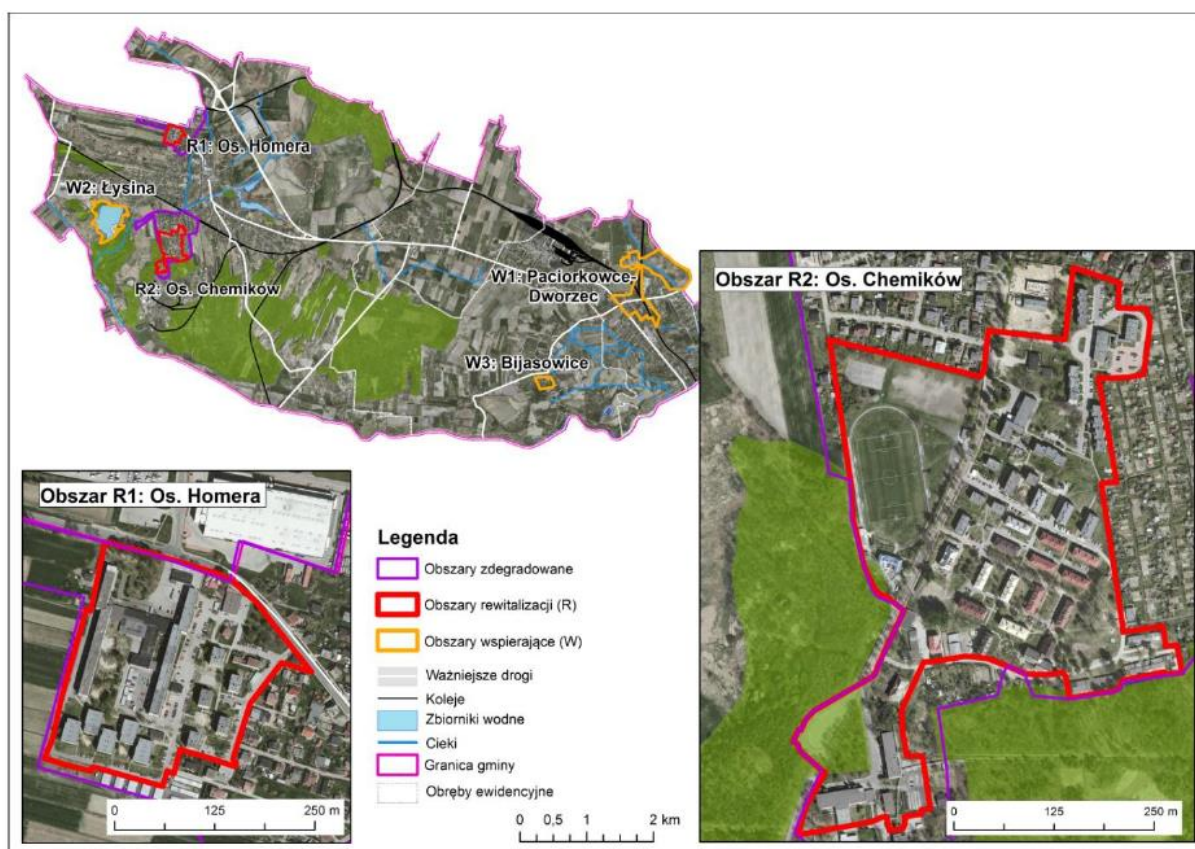 R1: Os. Homera
W2: Łysina
R2: Os. Chemików
W1: Paciorkowce-
Dworzec
W3: Bijasowice
Obszar R2: Os. Chemików
Obszar R1: Os. Homera
Legenda
Obszary zdegradowane
Obszary rewitalizacji (R)
Obszary wspierające (W)
Ważniejsze drogi
Koleje
Zbiorniki wodne
Cieki
Granica gminy
Obręby ewidencyjne
0 125 250 m
0 0,5 1 2 km
0 125 250 m